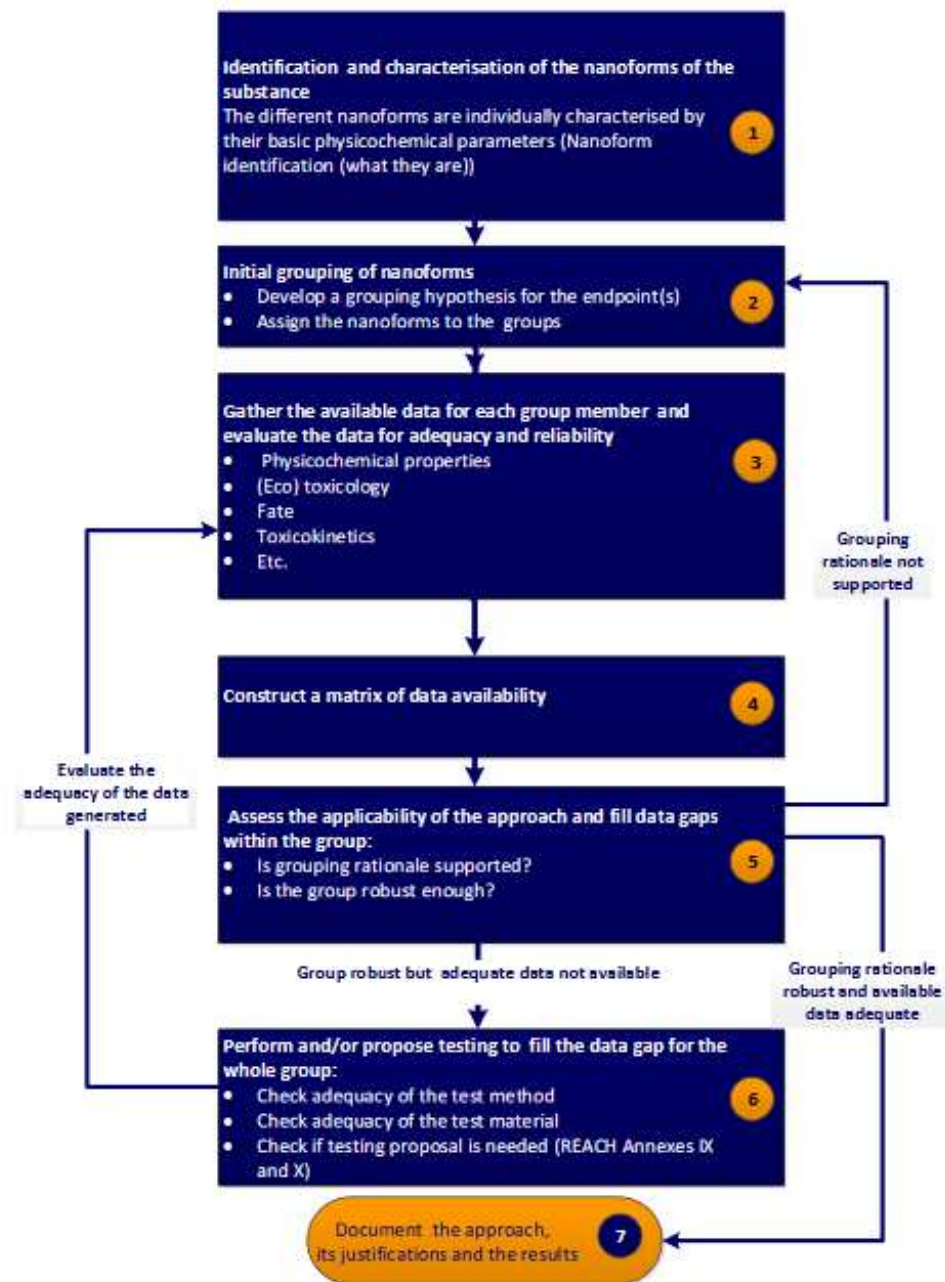 Identification and characterisation of the nanoforms of the
substance
The different nanoforms are individually characterised by
their basic physicochemical parameters (Nanoform
identification (what they are))
1
Initial grouping of nanoforms
• Develop a grouping hypothesis for the endpoint(s)
• Assign the nanoforms to the groups
2
Gather the available data for each group member and
evaluate the data for adequacy and reliability
• Physicochemical properties
• (Eco) toxicology
• Fate
• Toxicokinetics
• Etc.
3
Grouping
rationale not
supported
Construct a matrix of data availability
4
Evaluate the
adequacy of the data
generated
Assess the applicability of the approach and fill data gaps
within the group:
• Is grouping rationale supported?
• Is the group robust enough?
5
Group robust but adequate data not available
Grouping rationale
robust and available
data adequate
Perform and/or propose testing to fill the data gap for the
whole group:
• Check adequacy of the test method
• Check adequacy of the test material
• Check if testing proposal is needed (REACH Annexes IX
and X)
6
Document the approach,
its justifications and the results
7